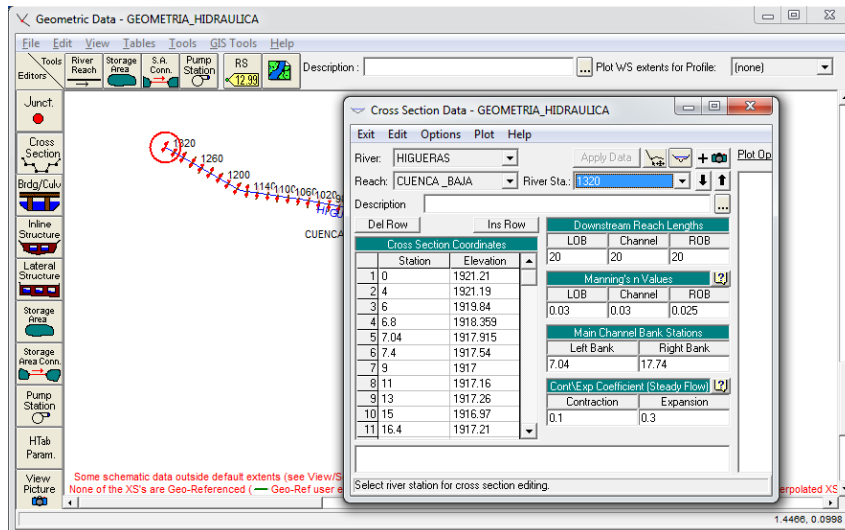 Geometric Data - GEOMETRIA_HIDRAULICA
File Edit View Tables Tools GIS Tools Help
Tools
Editors
River Reach
Storage Area
S.A. Conn.
Pump Station
RS
12.99
Description :
... Plot WS extents for Profile: (none)
Junct.
Cross Section
Brdg/Culv
Inline Structure
Lateral Structure
Storage Area
Storage Area Conn.
Pump Station
HTab Param.
View Picture
1320
1260
1200
1140
1100
1060
1020
CUENCA
Some schematic data outside default extents (see View/S
None of the XS's are Geo-Referenced ( — Geo-Ref user e
erpolated XS
1.4466, 0.0998
Cross Section Data - GEOMETRIA_HIDRAULICA
Exit Edit Options Plot Help
River: HIGUERAS
Apply Data
Plot Op
Reach: CUENCA _BAJA River Sta.: 1320
Description ...
Del Row Ins Row
Cross Section Coordinates
Station Elevation
1 0 1921.21
2 4 1921.19
3 6 1919.84
4 6.8 1918.359
5 7.04 1917.915
6 7.4 1917.54
7 9 1917
8 11 1917.16
9 13 1917.26
10 15 1916.97
11 16.4 1917.21
Downstream Reach Lengths
LOB Channel ROB
20 20 20
Manning's n Values
LOB Channel ROB
0.03 0.03 0.025
Main Channel Bank Stations
Left Bank Right Bank
7.04 17.74
Cont\Exp Coefficient (Steady Flow)
Contraction Expansion
0.1 0.3
Select river station for cross section editing.